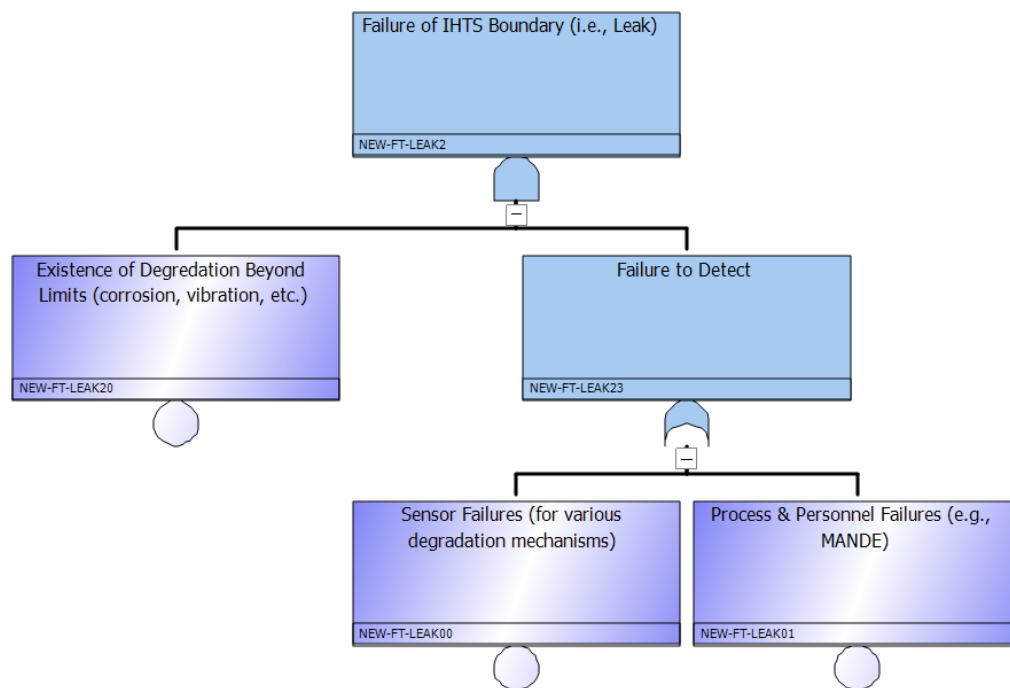 Failure of IHTS Boundary (i.e., Leak)
NEW-FT-LEAK2
Existence of Degredation Beyond
Limits (corrosion, vibration, etc.)
NEW-FT-LEAK20
Failure to Detect
NEW-FT-LEAK23
Sensor Failures (for various
degradation mechanisms)
NEW-FT-LEAK00
Process & Personnel Failures (e.g.,
MANDE)
NEW-FT-LEAK01